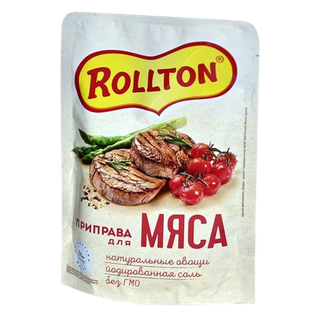 ROLLTON®
ПРИПРАВА
для
МЯСА
натуральные овощи
йодированная соль
без ГМО